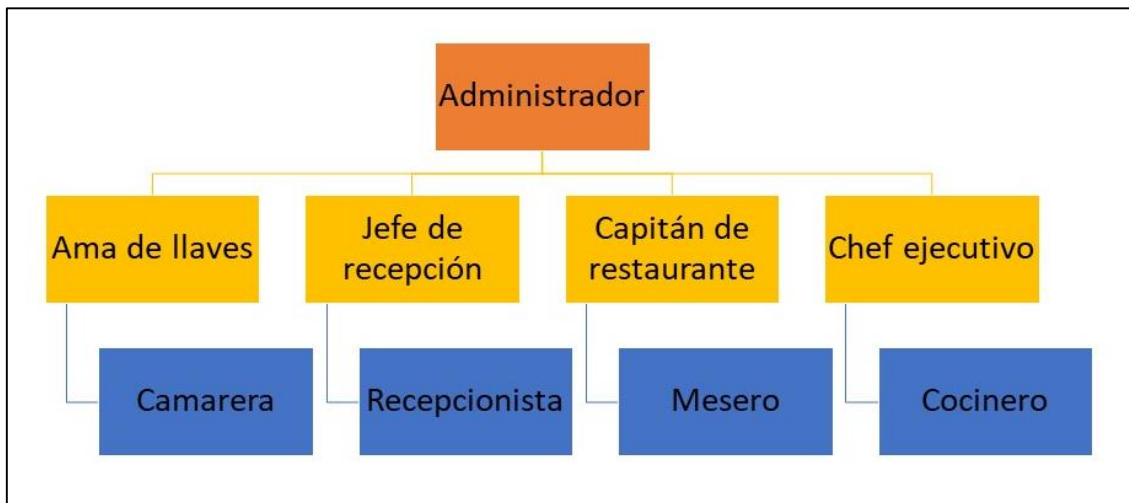 Administrador
Ama de llaves
Jefe de
recepción
Capitán de
restaurante
Chef ejecutivo
Camarera
Recepcionista
Mesero
Cocinero